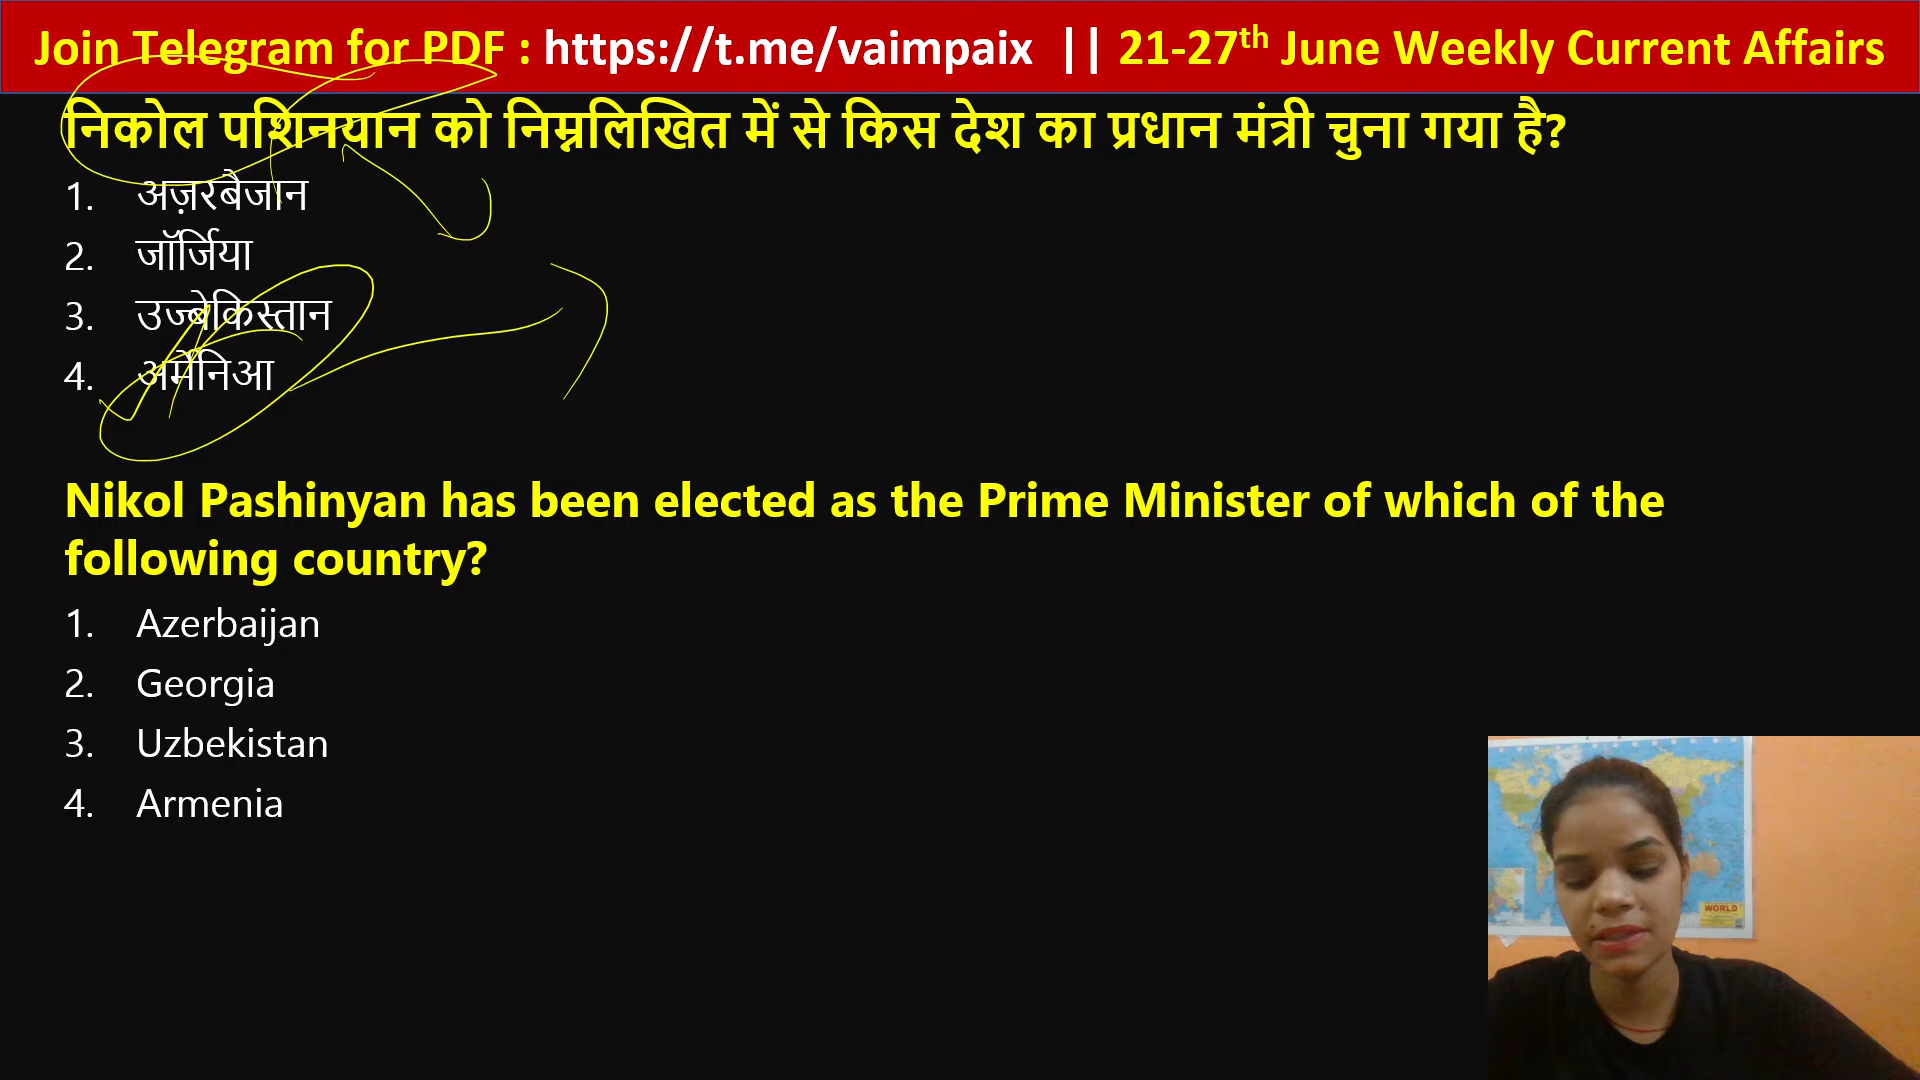 Join Telegram for PDF : https://t.me/vaimpaix || 21-27th June Weekly Current Affairs
निकोल पशिनयान को निम्नलिखित में से किस देश का प्रधान मंत्री चुना गया है?
1. अज़रबैजान
2. जॉर्जिया
3. उज्बेकिस्तान
4. अर्मेनिआ
Nikol Pashinyan has been elected as the Prime Minister of which of the
following country?
1. Azerbaijan
2. Georgia
3. Uzbekistan
4. Armenia
WORLD